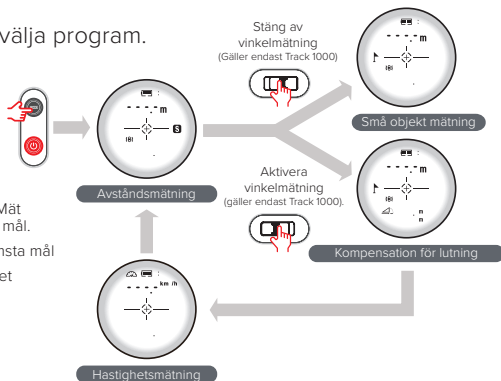 välja program.
Stäng av
vinkelmätning
(Gäller endast Track 1000)
m
Små objekt mätning
m
S
Avståndsmätning
Aktivera
vinkelmätning
(gäller endast Track 1000).
m
m
m
Kompensation för lutning
Mät
mål.
nsta mål
et
km /h
Hastighetsmätning